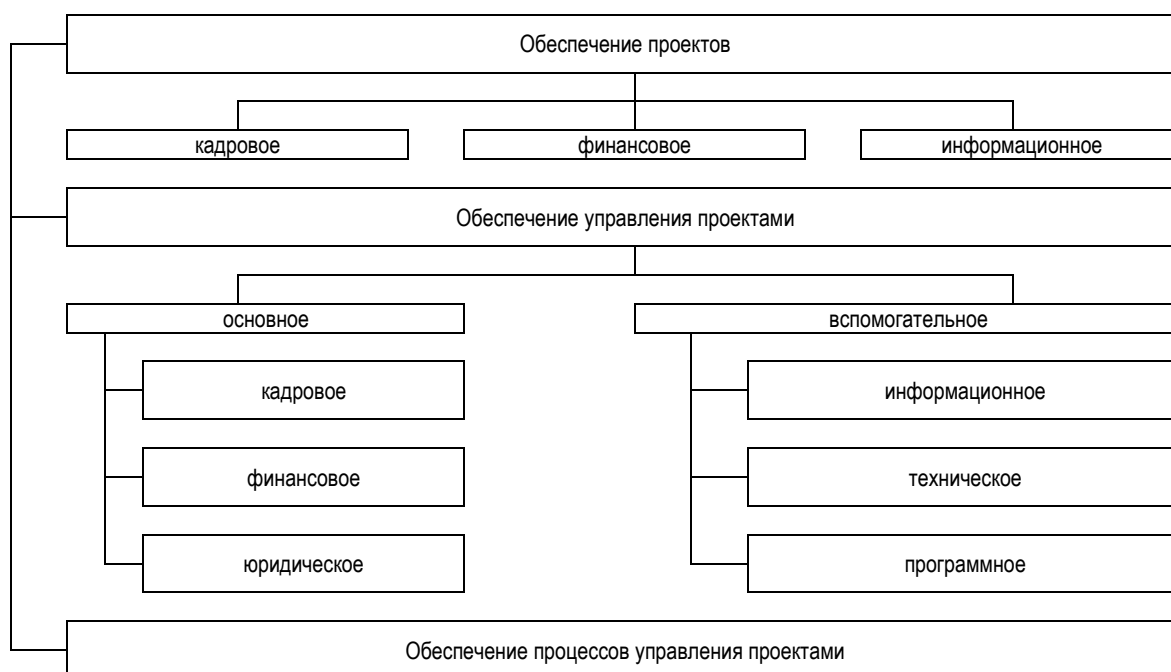 Обеспечение проектов
кадровое
финансовое
информационное
Обеспечение управления проектами
основное
вспомогательное
кадровое
информационное
финансовое
техническое
юридическое
программное
Обеспечение процессов управления проектами